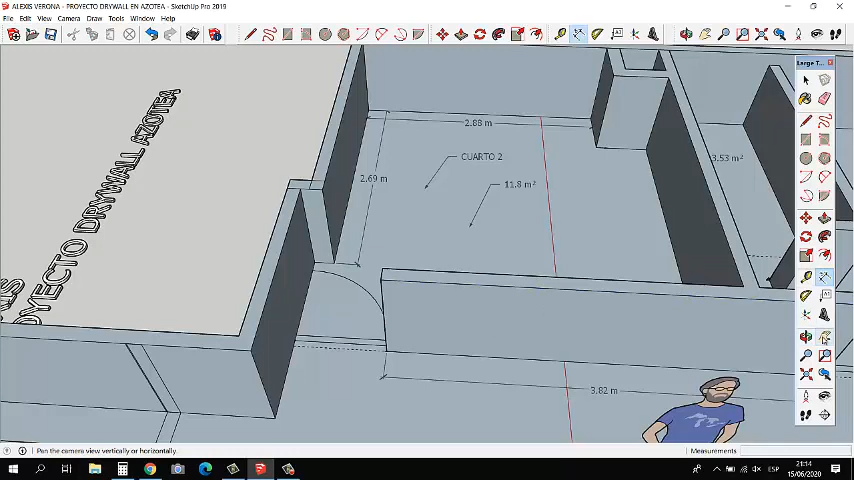 ALEXIS VERONA - PROYECTO DRYWALL EN AZOTEA - SketchUp Pro 2019
File Edit View Camera Draw Tools Window Help
Large T...
PROYECTO DRYWALL AZOTEA
2.88 m
CUARTO 2
2.69 m
11.8 m²
3.53 m²
3.82 m
Pan the camera view vertically or horizontally.
Measurements
ESP
21:14
15/06/2020